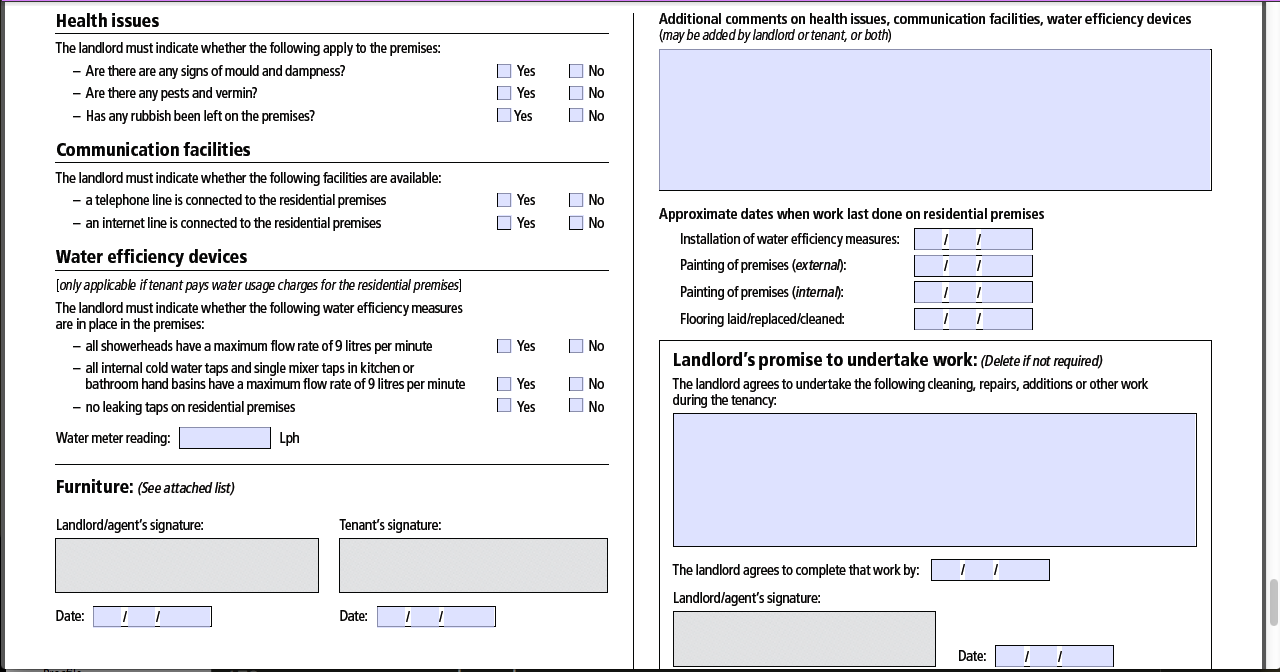 Health issues
The landlord must indicate whether the following apply to the premises:
– Are there are any signs of mould and dampness? Yes No
– Are there any pests and vermin? Yes No
– Has any rubbish been left on the premises? Yes No
Communication facilities
The landlord must indicate whether the following facilities are available:
– a telephone line is connected to the residential premises Yes No
– an internet line is connected to the residential premises Yes No
Water efficiency devices
[only applicable if tenant pays water usage charges for the residential premises]
The landlord must indicate whether the following water efficiency measures
are in place in the premises:
– all showerheads have a maximum flow rate of 9 litres per minute Yes No
– all internal cold water taps and single mixer taps in kitchen or
bathroom hand basins have a maximum flow rate of 9 litres per minute Yes No
– no leaking taps on residential premises Yes No
Water meter reading: Lph
Furniture: (See attached list)
Landlord/agent's signature: Tenant's signature:
Date: / / Date: / /
Additional comments on health issues, communication facilities, water efficiency devices
(may be added by landlord or tenant, or both)
Approximate dates when work last done on residential premises
Installation of water efficiency measures: / /
Painting of premises (external): / /
Painting of premises (internal): / /
Flooring laid/replaced/cleaned: / /
Landlord's promise to undertake work: (Delete if not required)
The landlord agrees to undertake the following cleaning, repairs, additions or other work
during the tenancy:
The landlord agrees to complete that work by: / /
Landlord/agent's signature:
Date: / /